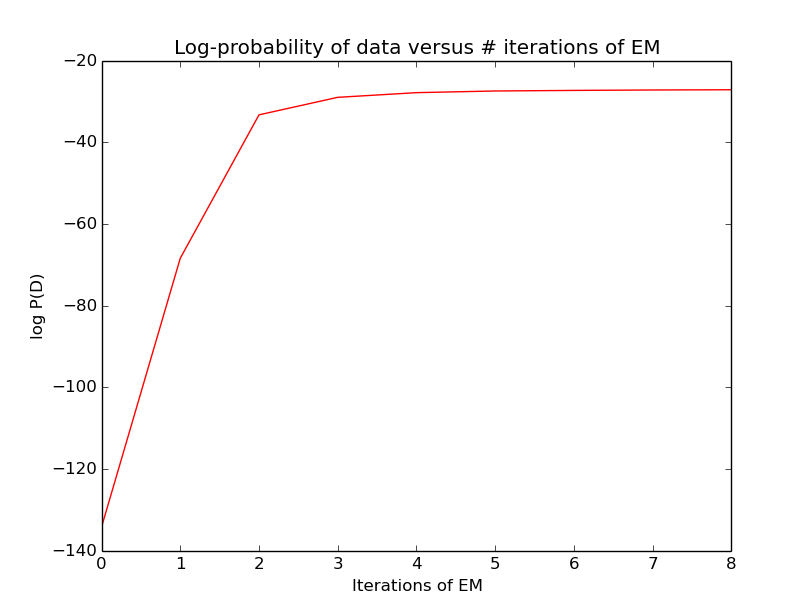 Log-probability of data versus # iterations of EM
−20
−40
−60
−80
−100
−120
−140
log P(D)
0 1 2 3 4 5 6 7 8
Iterations of EM